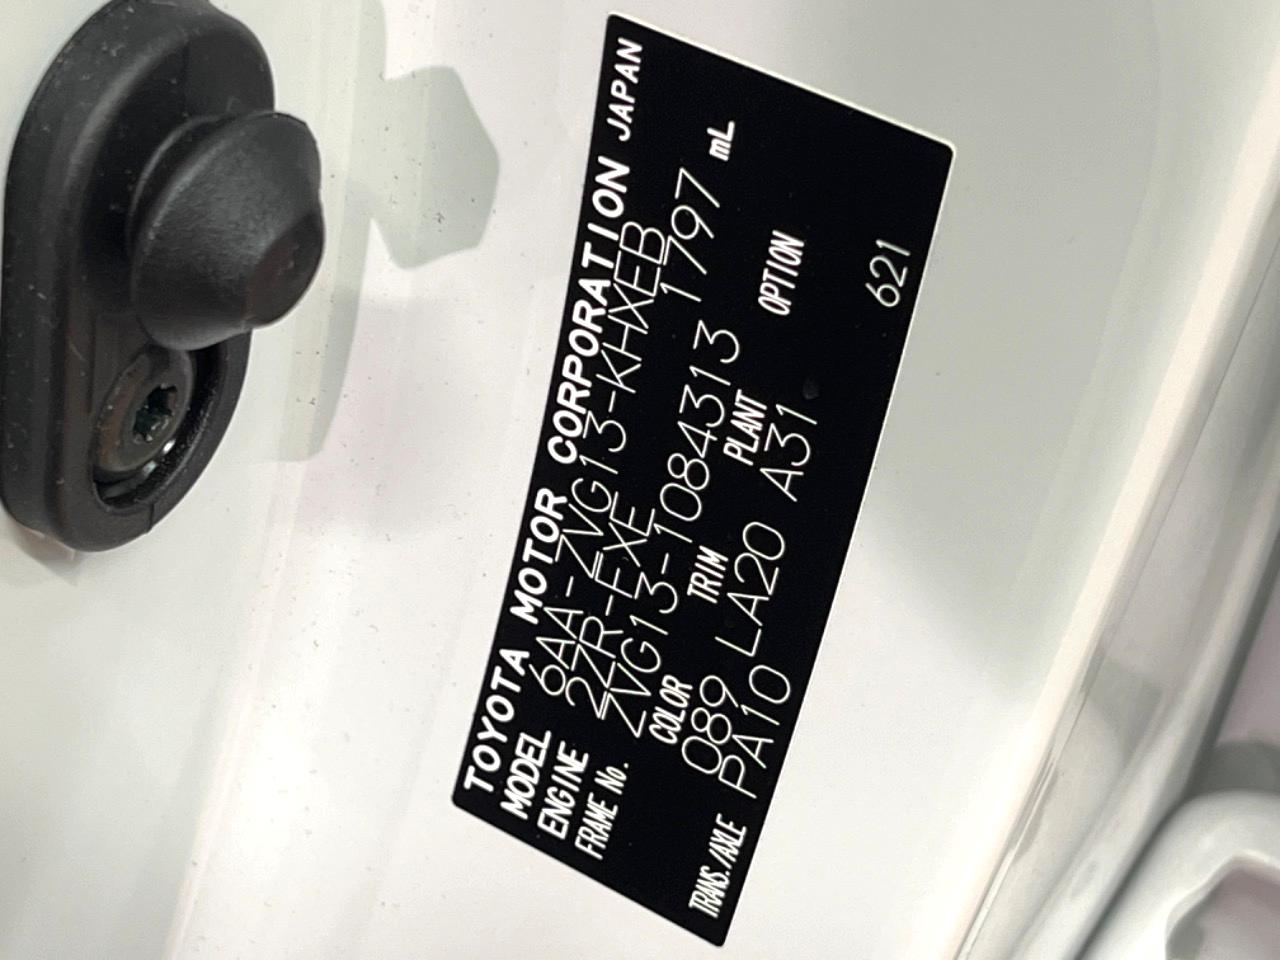 TOYOTA MOTOR CORPORATION JAPAN
MODEL 6AA-ZVG13-KHXEB
ENGINE 2ZR-FXE 1797 mL
FRAME No. ZVG13-1084313
COLOR TRIM PLANT OPTION
089 LA20 A31
TRANS./AXLE PA10 621